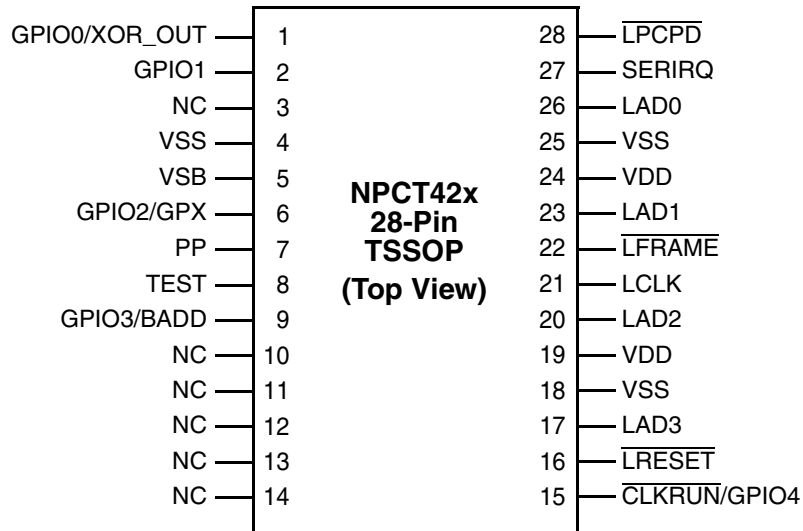 GPIO0/XOR_OUT 1 28 LPCPD
GPIO1 2 27 SERIRQ
NC 3 26 LAD0
VSS 4 25 VSS
VSB 5 24 VDD
GPIO2/GPX 6 23 LAD1
PP 7 22 LFRAME
TEST 8 21 LCLK
GPIO3/BADD 9 20 LAD2
NC 10 19 VDD
NC 11 18 VSS
NC 12 17 LAD3
NC 13 16 LRESET
NC 14 15 CLKRUN/GPIO4
NPCT42x
28-Pin
TSSOP
(Top View)